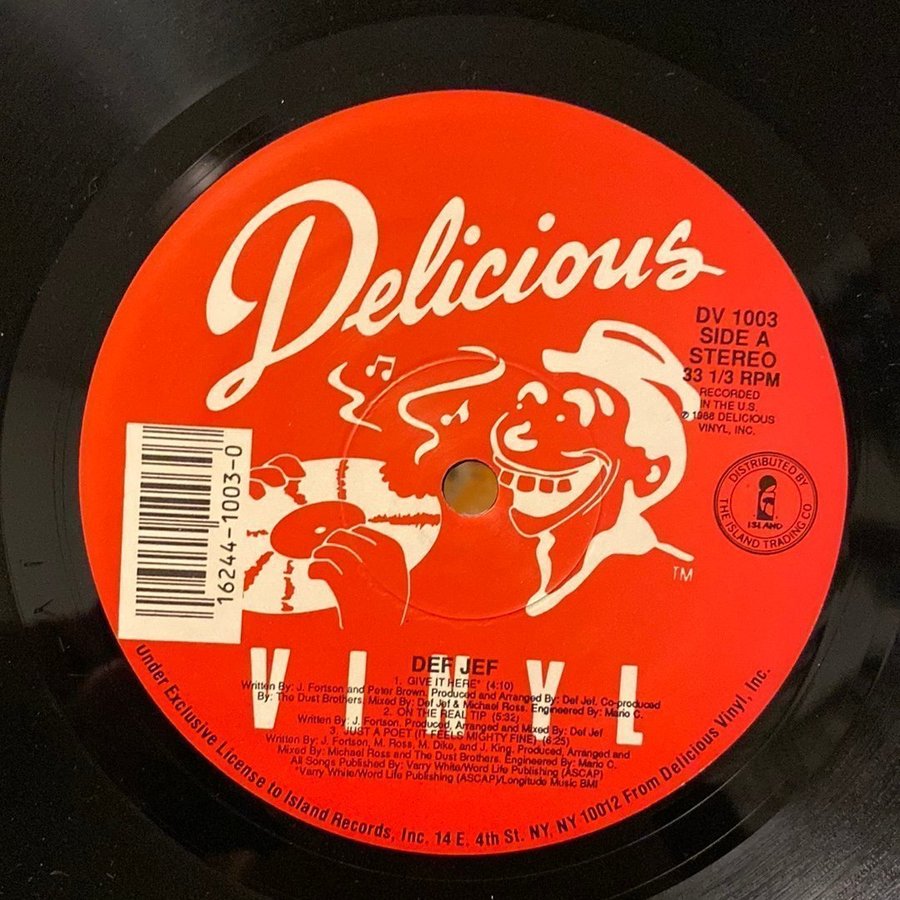 Delicious
DV 1003
SIDE A
STEREO
33 1/3 RPM
RECORDED
IN THE U.S.
℗ 1988 DELICIOUS
VINYL, INC.
DISTRIBUTED BY
ISLAND
THE ISLAND TRADING CO
TM
16244-1003-0
VINYL
DEF JEF
1. GIVE IT HERE* (4:10)
Written By: J. Fortson and Peter Brown. Produced and Arranged By: Def Jef. Co-produced
By: The Dust Brothers. Mixed By: Def Jef & Michael Ross. Engineered By: Mario C.
2. ON THE REAL TIP (5:32)
Written By: J. Fortson. Produced, Arranged and Mixed By: Def Jef
3. JUST A POET (IT FEELS MIGHTY FINE) (6:25)
Written By: J. Fortson, M. Ross, M. Dike, and J. King. Produced, Arranged and
Mixed By: Michael Ross and The Dust Brothers. Engineered By: Mario C.
All Songs Published By: Varry White/Word Life Publishing (ASCAP)
*Varry White/Word Life Publishing (ASCAP)/Longitude Music BMI
under Exclusive License to Island Records, Inc. 14 E. 4th St. NY, NY 10012 From Delicious Vinyl, Inc.